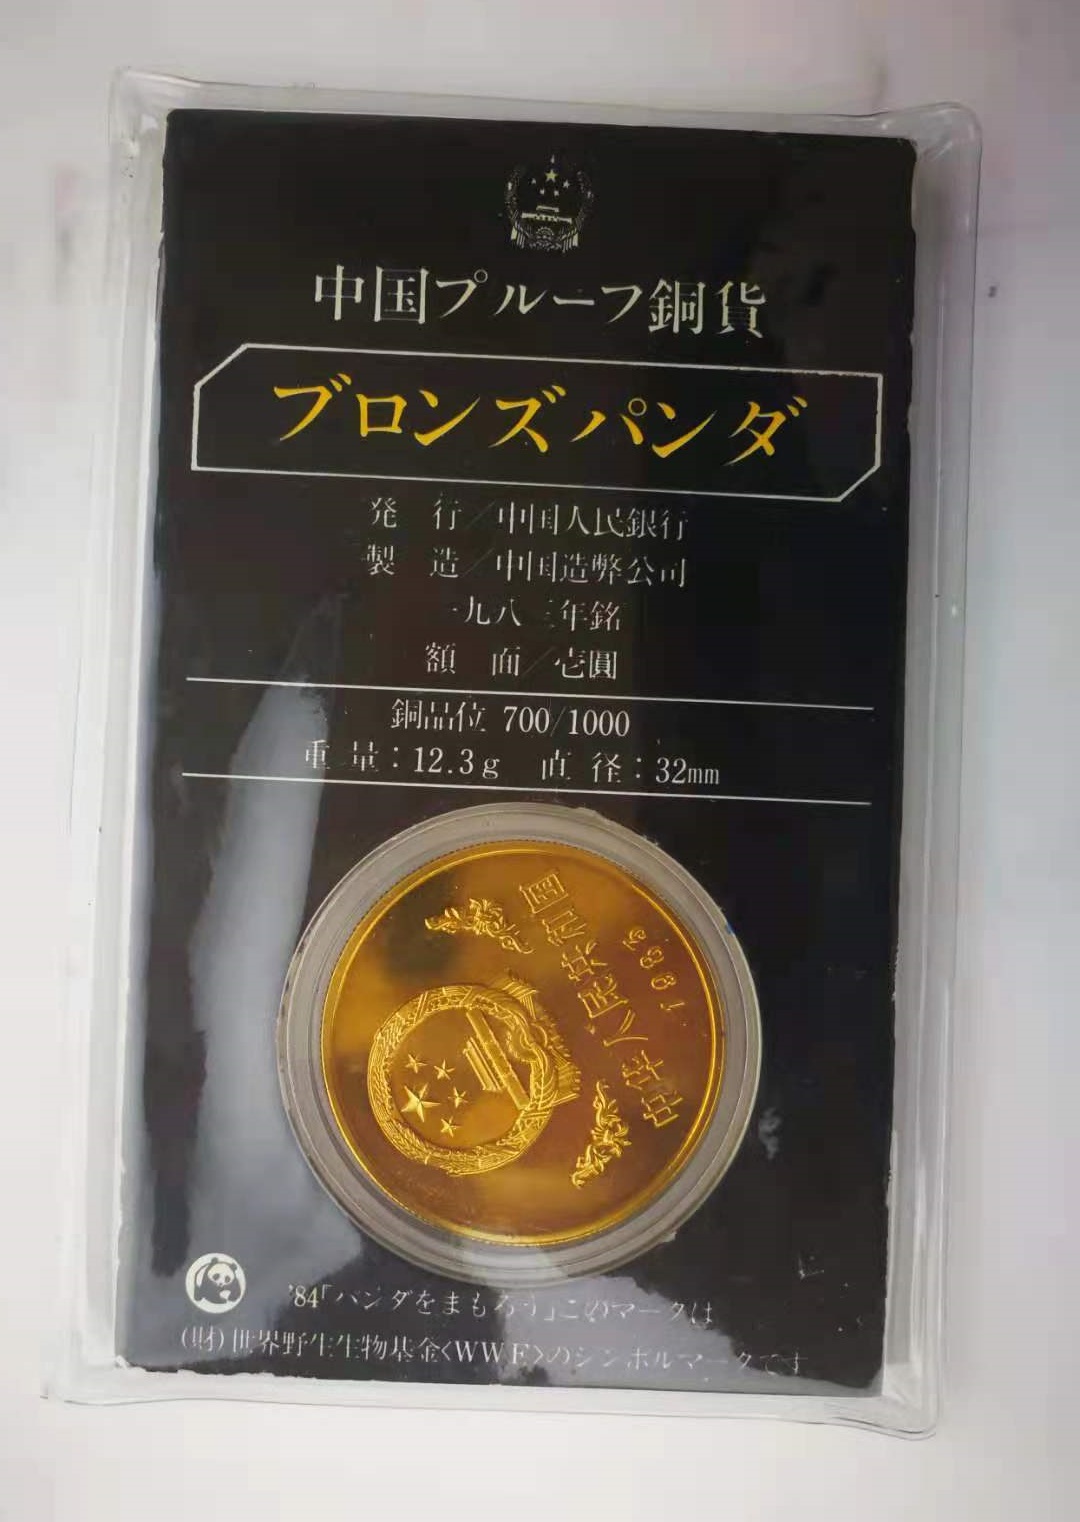 中国プルーフ銅貨
ブロンズパンダ
発 行/中国人民銀行
製 造/中国造幣公司
一九八三年銘
額 面/壱圓
銅品位 700/1000
重 量:12.3g 直 径:32mm
中华人民共和国
1983
'84「パンダをまもろう」このマークは
(財)世界野生生物基金〈WWF〉のシンボルマークです